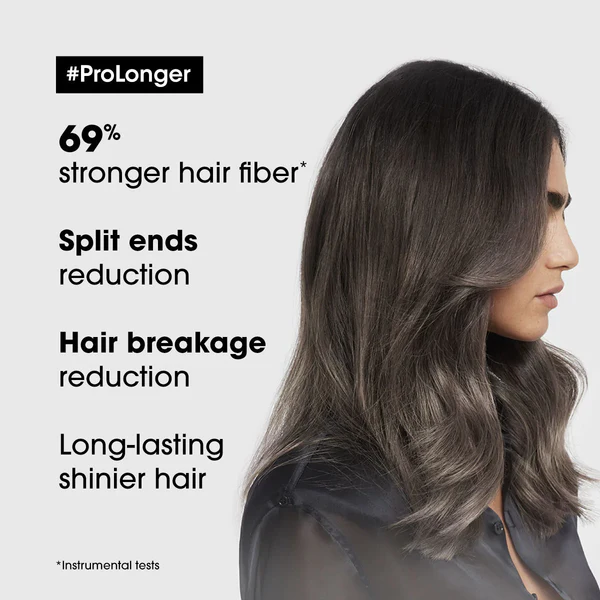 #ProLonger
69%
stronger hair fiber*
Split ends
reduction
Hair breakage
reduction
Long-lasting
shinier hair
*Instrumental tests